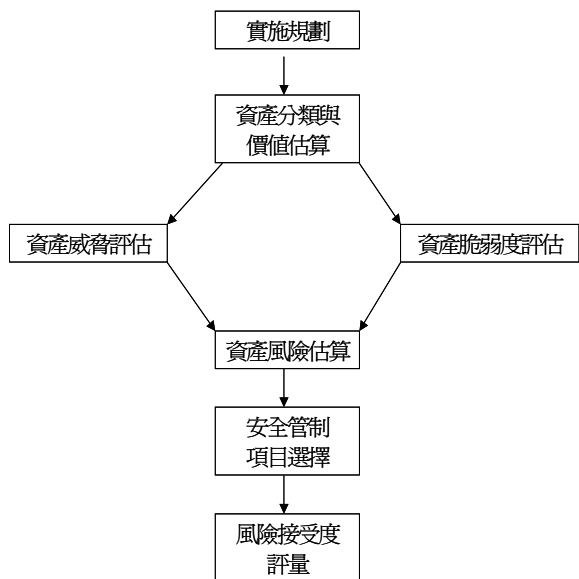 實施規劃
資產分類與
價值估算
資產威脅評估
資產脆弱度評估
資產風險估算
安全管制
項目選擇
風險接受度
評量